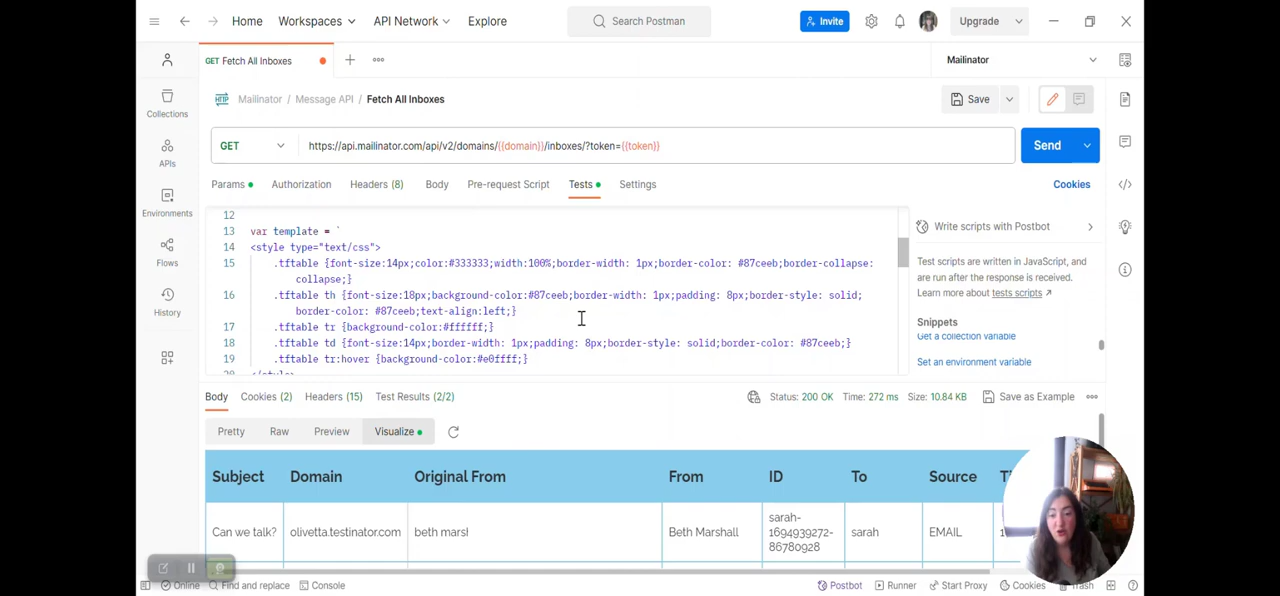 Home Workspaces API Network Explore Search Postman Invite Upgrade
GET Fetch All Inboxes Mailinator
Mailinator / Message API / Fetch All Inboxes Save
GET https://api.mailinator.com/api/v2/domains/{{domain}}/inboxes/?token={{token}} Send
Params Authorization Headers (8) Body Pre-request Script Tests Settings Cookies
Collections
APIs
Environments
Flows
History
12
13 var template = `
14 <style type="text/css">
15 .tftable {font-size:14px;color:#333333;width:100%;border-width: 1px;border-color: #87ceeb;border-collapse:
collapse;}
16 .tftable th {font-size:18px;background-color:#87ceeb;border-width: 1px;padding: 8px;border-style: solid;
border-color: #87ceeb;text-align:left;}
17 .tftable tr {background-color:#ffffff;}
18 .tftable td {font-size:14px;border-width: 1px;padding: 8px;border-style: solid;border-color: #87ceeb;}
19 .tftable tr:hover {background-color:#e0ffff;}
20 </style>
Write scripts with Postbot
Test scripts are written in JavaScript, and
are run after the response is received.
Learn more about tests scripts
Snippets
Get a collection variable
Set an environment variable
Body Cookies (2) Headers (15) Test Results (2/2) Status: 200 OK Time: 272 ms Size: 10.84 KB Save as Example
Pretty Raw Preview Visualize
Subject Domain Original From From ID To Source
Can we talk? olivetta.testinator.com beth marsh Beth Marshall sarah-
1694939272-
86780928 sarah EMAIL
Online Find and replace Console Postbot Runner Start Proxy Cookies Trash